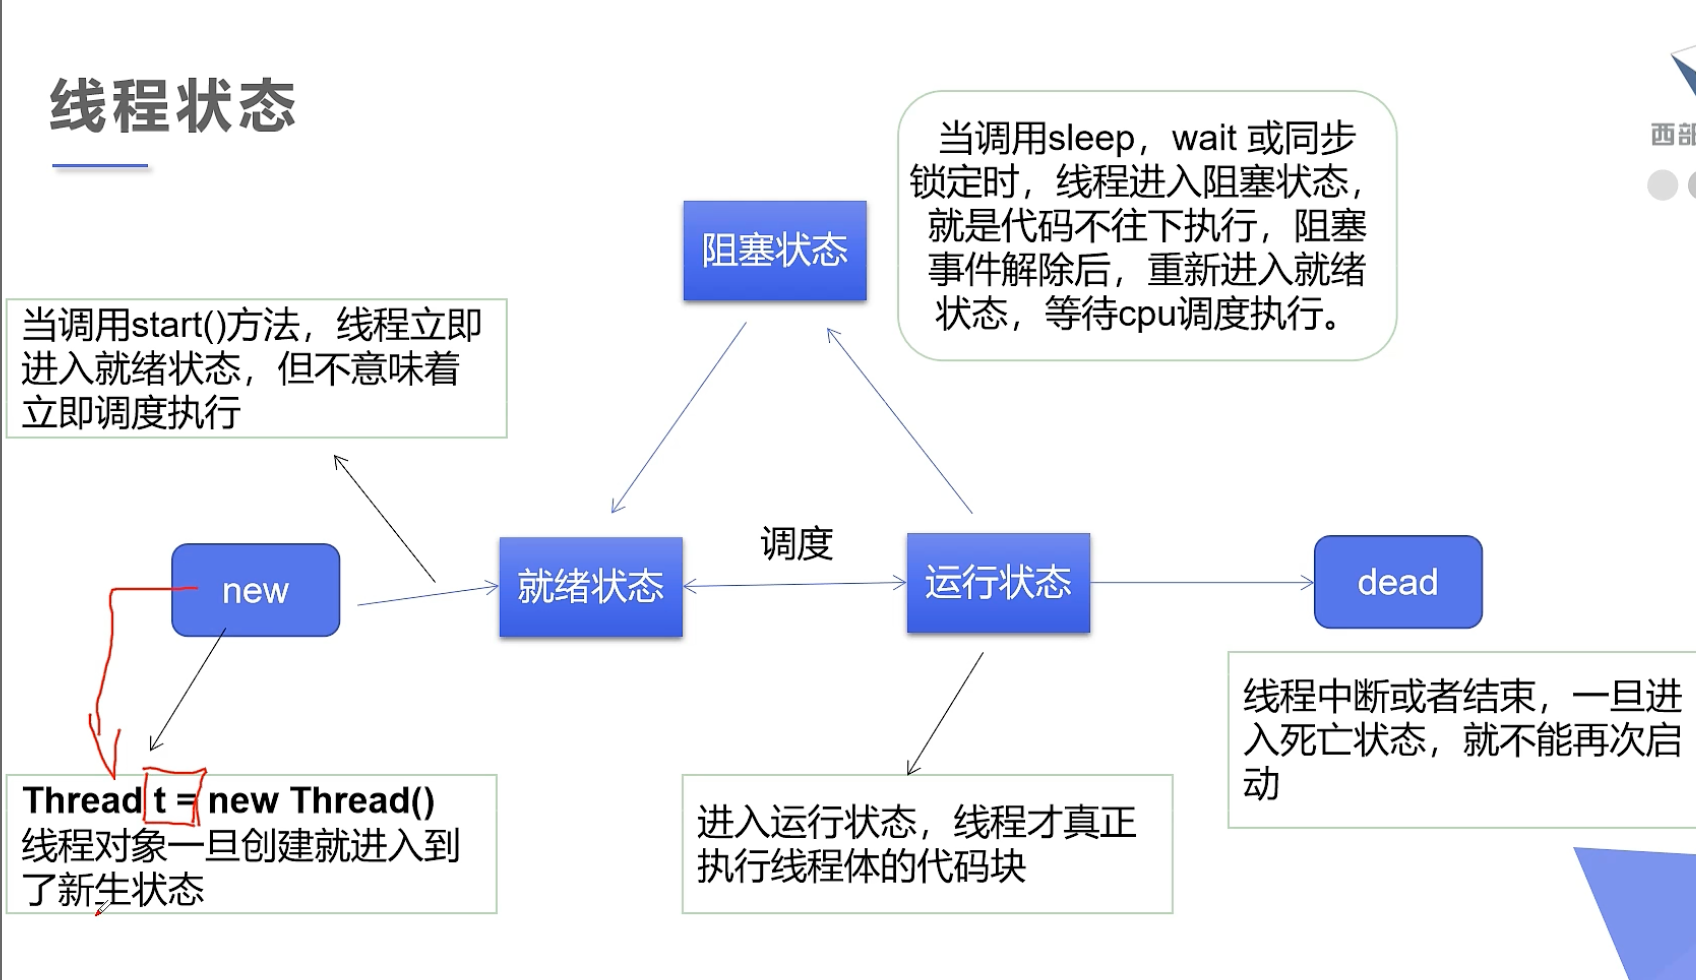 线程状态
西部
当调用sleep，wait 或同步
锁定时，线程进入阻塞状态，
就是代码不往下执行，阻塞
事件解除后，重新进入就绪
状态，等待cpu调度执行。
阻塞状态
当调用start()方法，线程立即
进入就绪状态，但不意味着
立即调度执行
new
就绪状态
调度
运行状态
dead
Thread t = new Thread()
线程对象一旦创建就进入到
了新生状态
进入运行状态，线程才真正
执行线程体的代码块
线程中断或者结束，一旦进
入死亡状态，就不能再次启
动